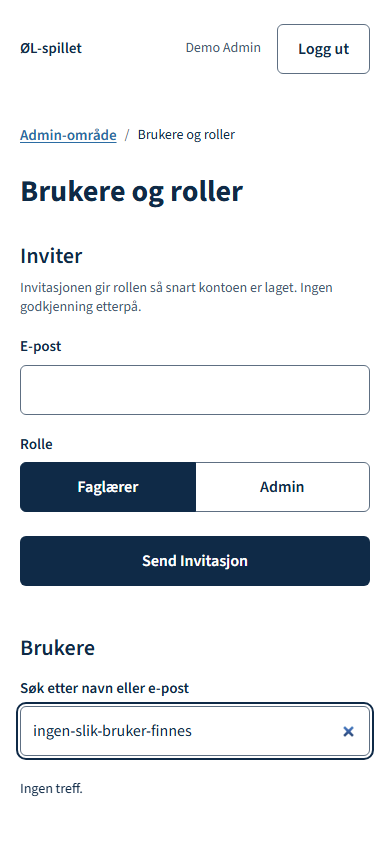 ØL-spillet
Demo Admin
Logg ut
Admin-område / Brukere og roller
Brukere og roller
Inviter
Invitasjonen gir rollen så snart kontoen er laget. Ingen
godkjenning etterpå.
E-post
Rolle
Faglærer
Admin
Send Invitasjon
Brukere
Søk etter navn eller e-post
ingen-slik-bruker-finnes
Ingen treff.